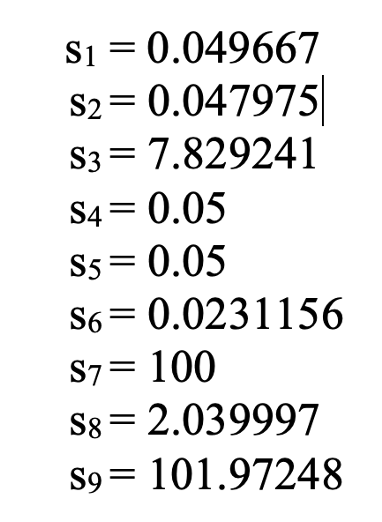 s₁ = 0.049667
s₂ = 0.047975
s₃ = 7.829241
s₄ = 0.05
s₅ = 0.05
s₆ = 0.0231156
s₇ = 100
s₈ = 2.039997
s₉ = 101.97248